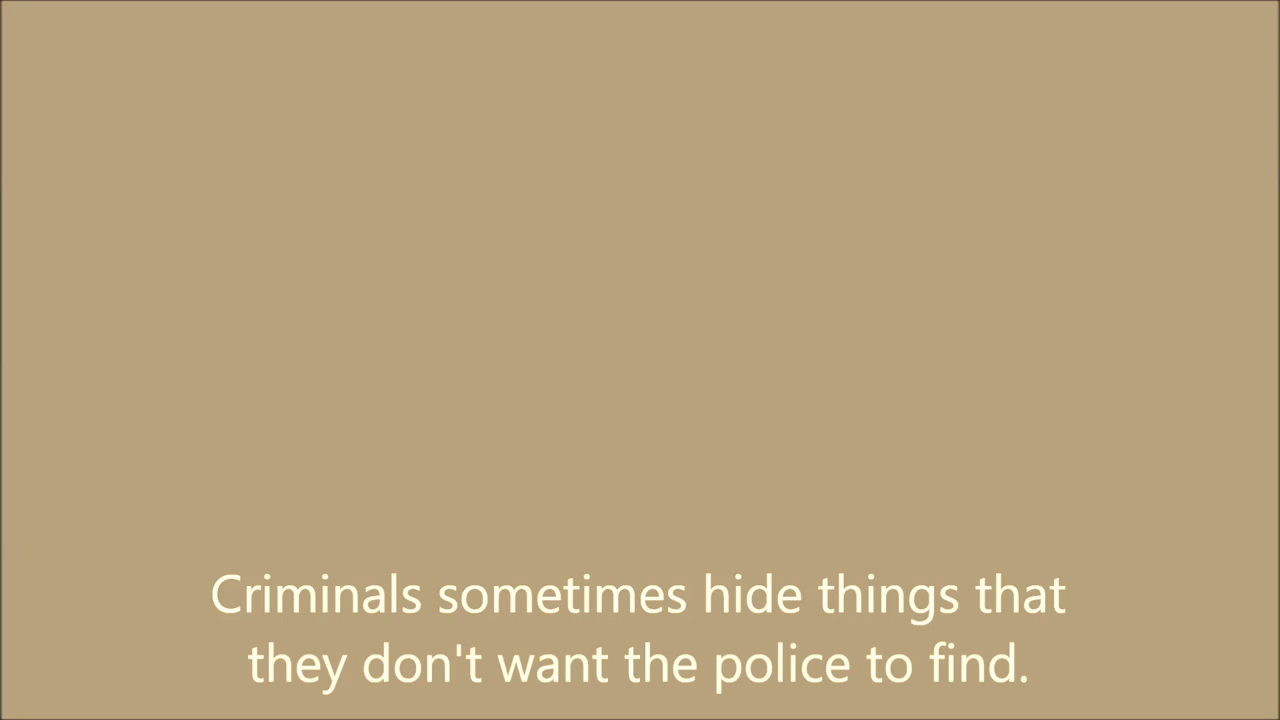 Criminals sometimes hide things that
they don't want the police to find.